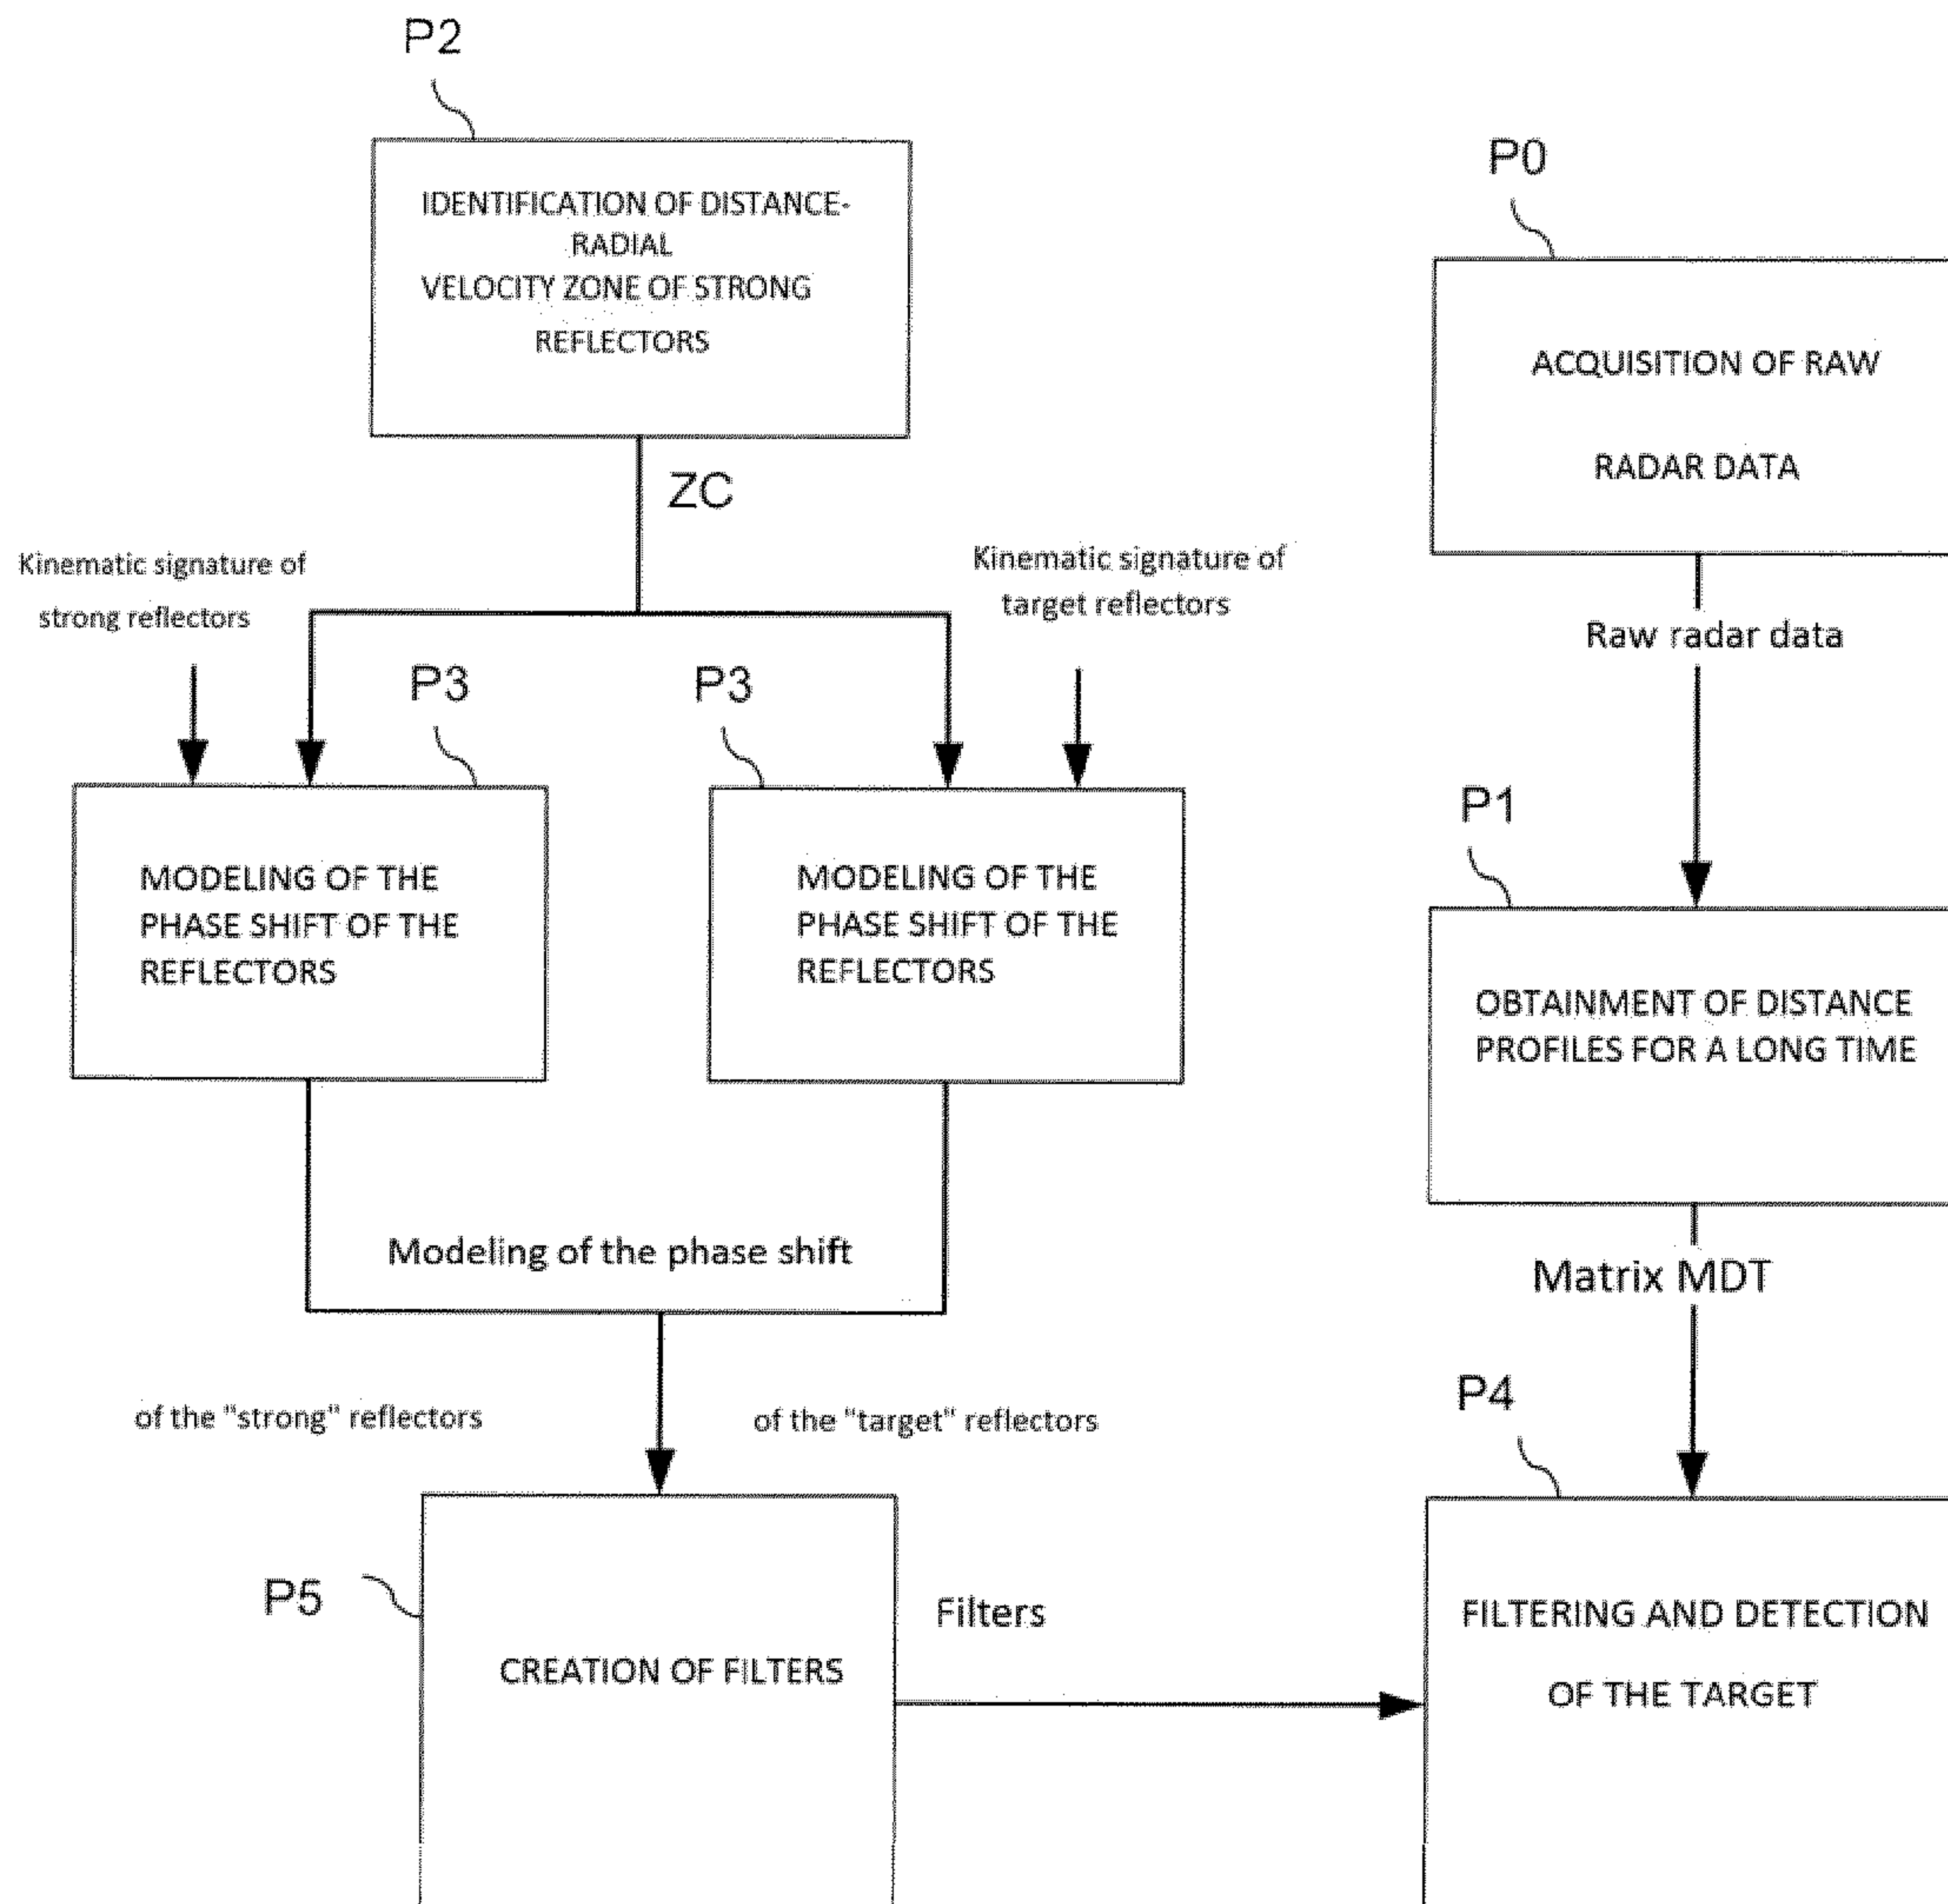 P2
IDENTIFICATION OF DISTANCE-
RADIAL
VELOCITY ZONE OF STRONG
REFLECTORS
P0
ACQUISITION OF RAW
RADAR DATA
ZC
Kinematic signature of
strong reflectors
Kinematic signature of
target reflectors
Raw radar data
P3
MODELING OF THE
PHASE SHIFT OF THE
REFLECTORS
P3
MODELING OF THE
PHASE SHIFT OF THE
REFLECTORS
P1
OBTAINMENT OF DISTANCE
PROFILES FOR A LONG TIME
Modeling of the phase shift
Matrix MDT
of the "strong" reflectors
of the "target" reflectors
P5
CREATION OF FILTERS
Filters
P4
FILTERING AND DETECTION
OF THE TARGET